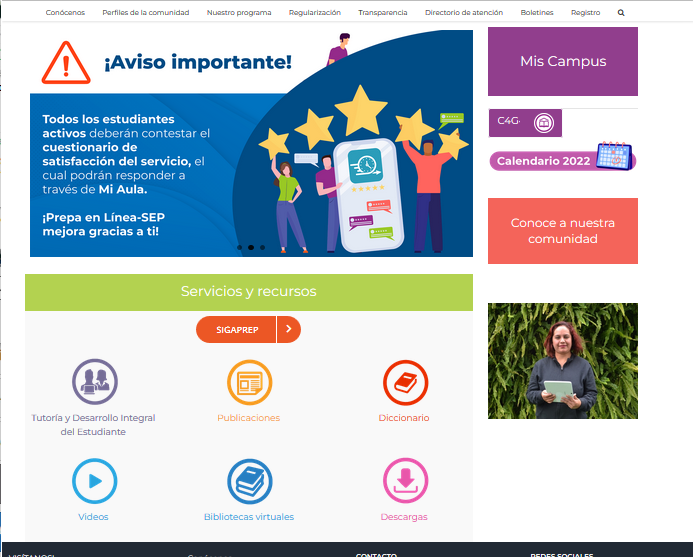 Conócenos Perfiles de la comunidad Nuestro programa Regularización Transparencia Directorio de atención Boletines Registro
¡Aviso importante!
Todos los estudiantes
activos deberán contestar el
cuestionario de
satisfacción del servicio, el
cual podrán responder a
través de Mi Aula.
¡Prepa en Línea-SEP
mejora gracias a ti!
Mis Campus
C4G
Calendario 2022
Conoce a nuestra
comunidad
Servicios y recursos
SIGAPREP
Tutoría y Desarrollo Integral
del Estudiante
Publicaciones
Diccionario
Videos
Bibliotecas virtuales
Descargas
CONTACTO
REDES SOCIALES